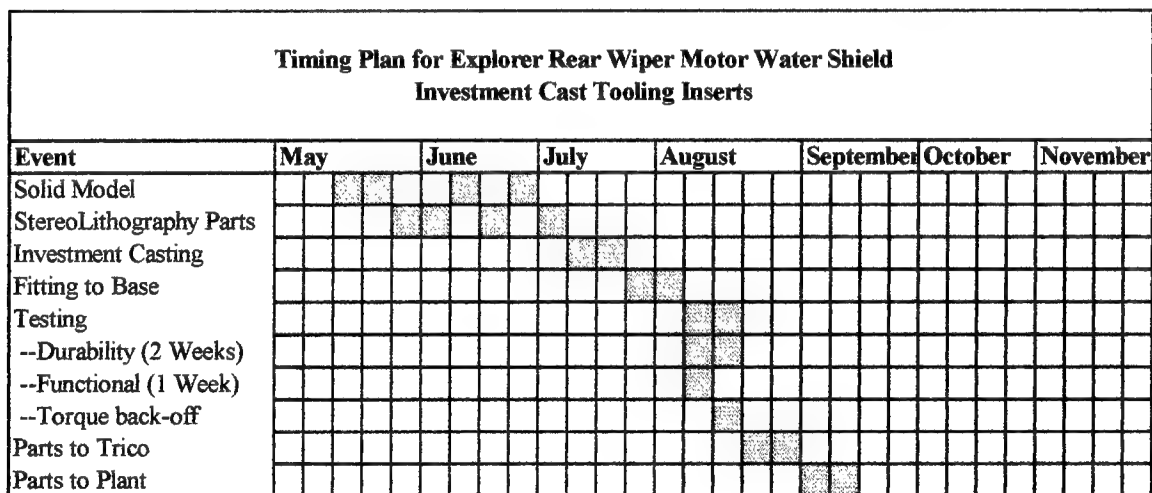 Timing Plan for Explorer Rear Wiper Motor Water Shield
Investment Cast Tooling Inserts
Event May June July August September October November
Solid Model
StereoLithography Parts
Investment Casting
Fitting to Base
Testing
--Durability (2 Weeks)
--Functional (1 Week)
--Torque back-off
Parts to Trico
Parts to Plant